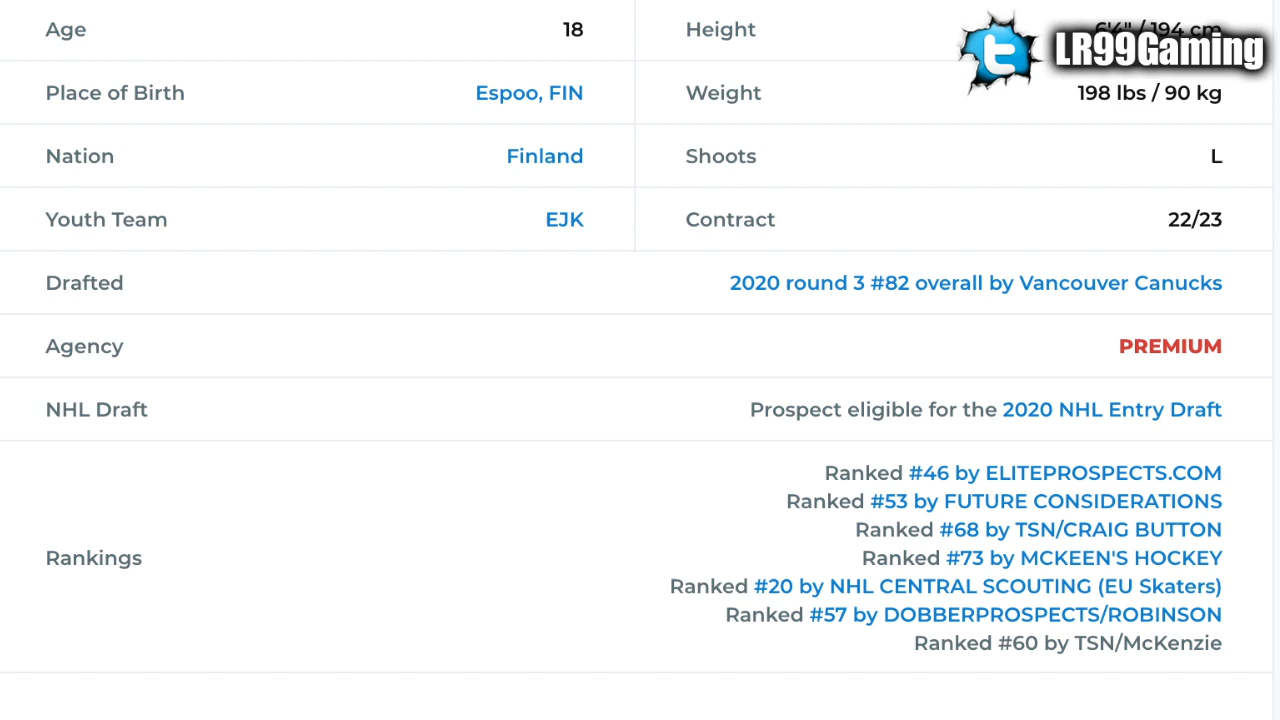 Age 18 Height 6'4" / 194 cm
LR99Gaming
Place of Birth Espoo, FIN Weight 198 lbs / 90 kg
Nation Finland Shoots L
Youth Team EJK Contract 22/23
Drafted 2020 round 3 #82 overall by Vancouver Canucks
Agency PREMIUM
NHL Draft Prospect eligible for the 2020 NHL Entry Draft
Ranked #46 by ELITEPROSPECTS.COM
Ranked #53 by FUTURE CONSIDERATIONS
Ranked #68 by TSN/CRAIG BUTTON
Rankings Ranked #73 by MCKEEN'S HOCKEY
Ranked #20 by NHL CENTRAL SCOUTING (EU Skaters)
Ranked #57 by DOBBERPROSPECTS/ROBINSON
Ranked #60 by TSN/McKenzie